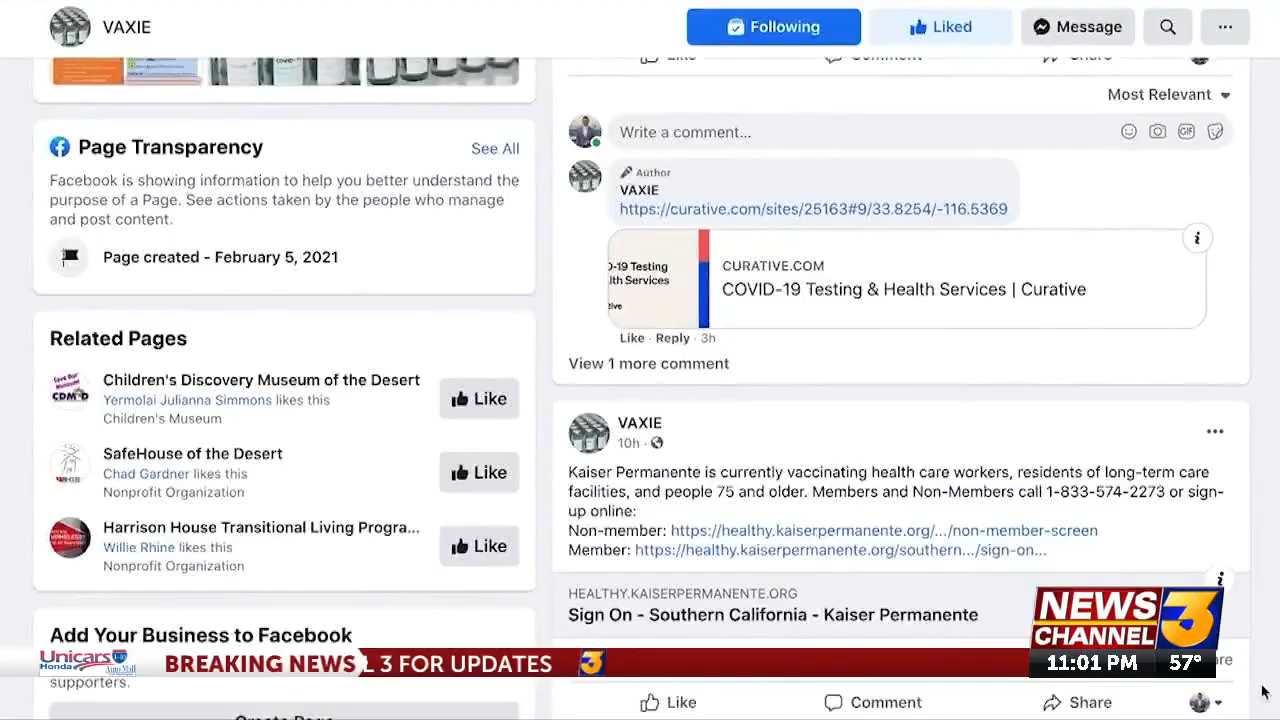 VAXIE
Following
Liked
Message
Page Transparency
See All
Facebook is showing information to help you better understand the
purpose of a Page. See actions taken by the people who manage
and post content.
Page created - February 5, 2021
Related Pages
Children's Discovery Museum of the Desert
Yermolai Julianna Simmons likes this
Children's Museum
Like
SafeHouse of the Desert
Chad Gardner likes this
Nonprofit Organization
Like
Harrison House Transitional Living Progra...
Willie Rhine likes this
Nonprofit Organization
Like
Add Your Business to Facebook
supporters.
Most Relevant
Write a comment...
GIF
Author
VAXIE
https://curative.com/sites/25163#9/33.8254/-116.5369
0-19 Testing
lth Services
CURATIVE.COM
COVID-19 Testing & Health Services | Curative
Like · Reply · 3h
View 1 more comment
VAXIE
10h
Kaiser Permanente is currently vaccinating health care workers, residents of long-term care
facilities, and people 75 and older. Members and Non-Members call 1-833-574-2273 or sign-
up online:
Non-member: https://healthy.kaiserpermanente.org/.../non-member-screen
Member: https://healthy.kaiserpermanente.org/southern.../sign-on...
HEALTHY.KAISERPERMANENTE.ORG
Sign On - Southern California - Kaiser Permanente
Like
Comment
Share
NEWS
CHANNEL 3
11:01 PM 57°
Unicars
Honda
Auto Mall
BREAKING NEWS L 3 FOR UPDATES 3